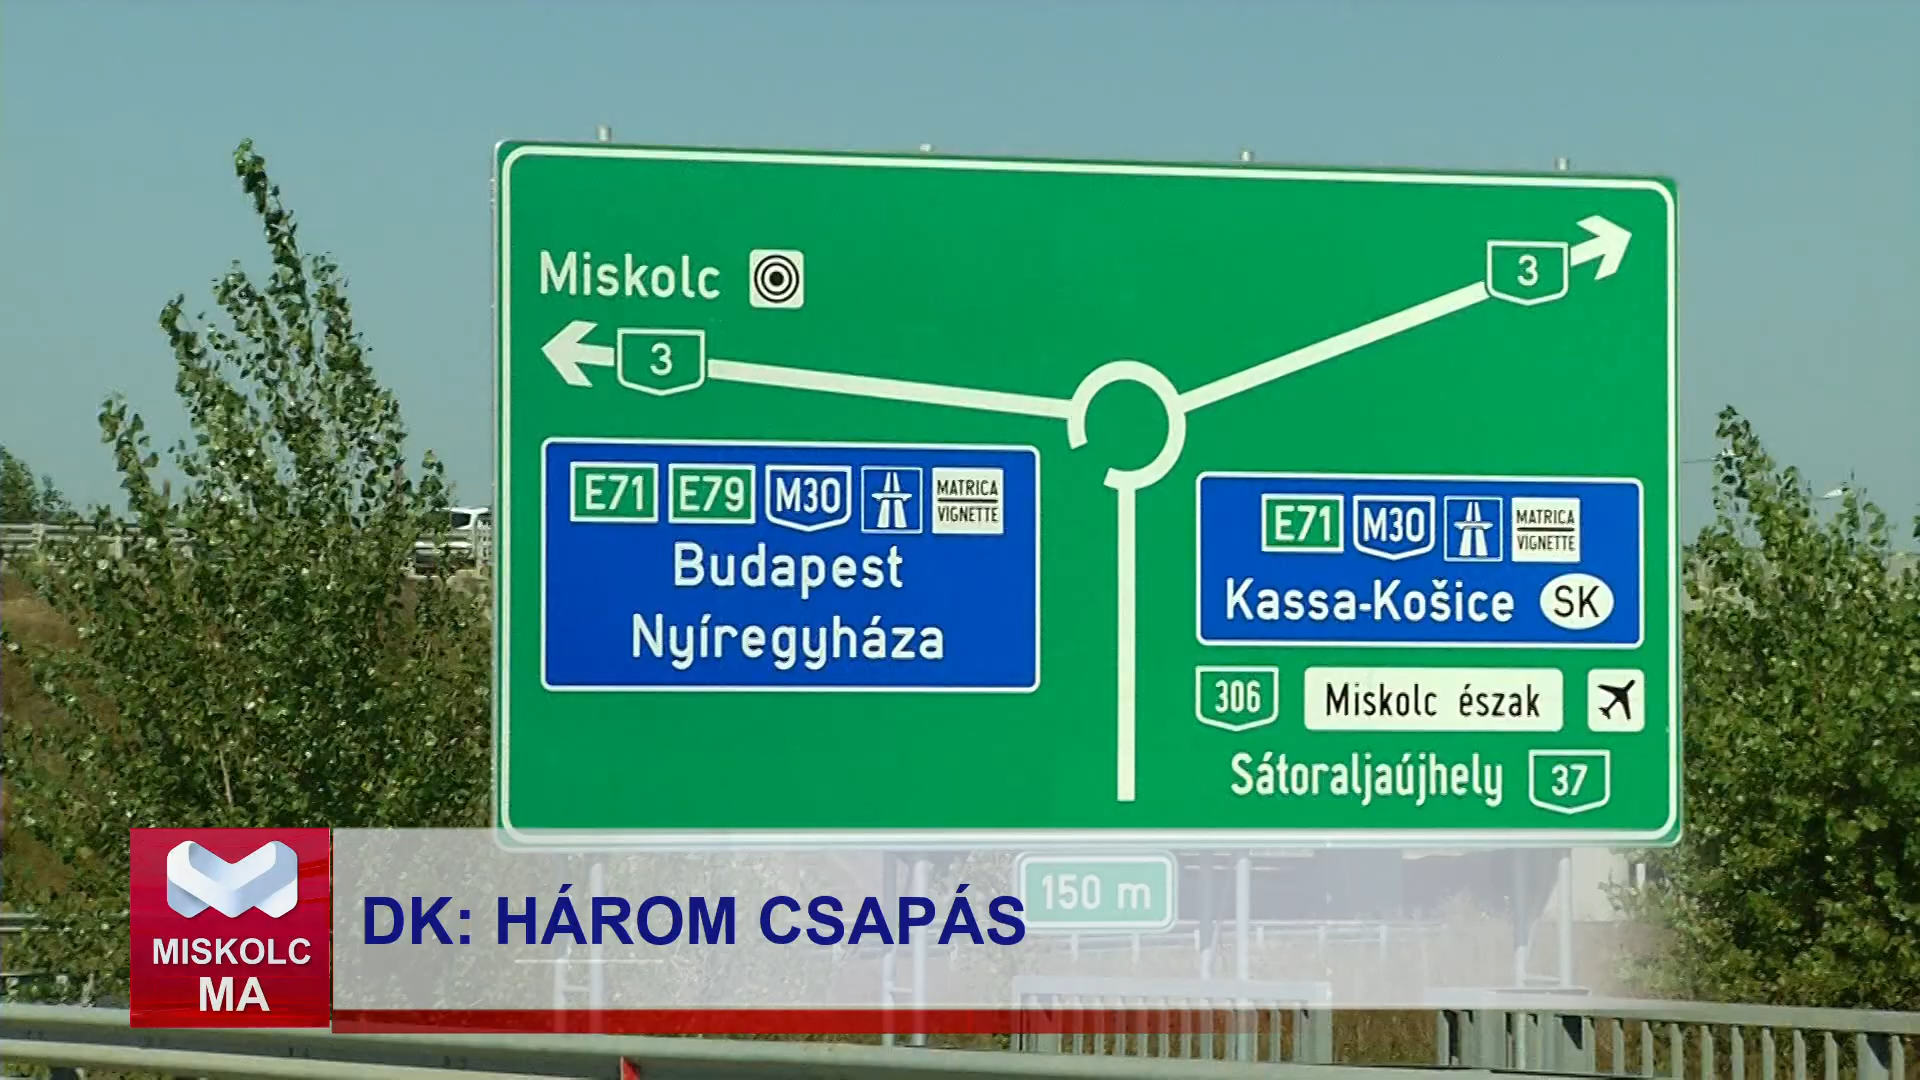 Miskolc
3
3
E71 E79 M30 MATRICA VIGNETTE
Budapest
Nyíregyháza
E71 M30 MATRICA VIGNETTE
Kassa-Košice SK
306 Miskolc észak
Sátoraljaújhely 37
150 m
DK: HÁROM CSAPÁS
MISKOLC
MA